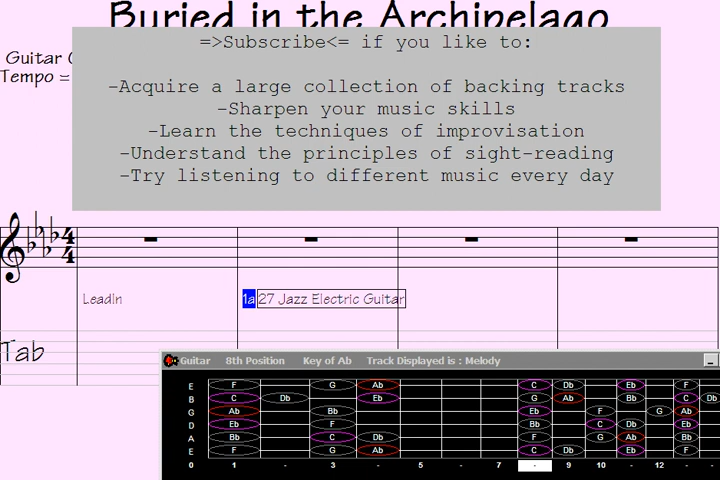 Buried in the Archipelago
Guitar
Tempo =
=>Subscribe<= if you like to:
-Acquire a large collection of backing tracks
-Sharpen your music skills
-Learn the techniques of improvisation
-Understand the principles of sight-reading
-Try listening to different music every day
4
4
LeadIn
1a 27 Jazz Electric Guitar
Tab
Guitar 8th Position Key of Ab Track Displayed is : Melody
E F G Ab C Db Eb F
B C Db Eb G Ab Bb C Db
G Ab Bb Eb F G Ab
D Eb F Bb C Db Eb
A Bb C Db F G Ab Bb
E F G Ab C Db Eb F
0 1 - 3 - 5 - 7 - 9 10 - 12 - -